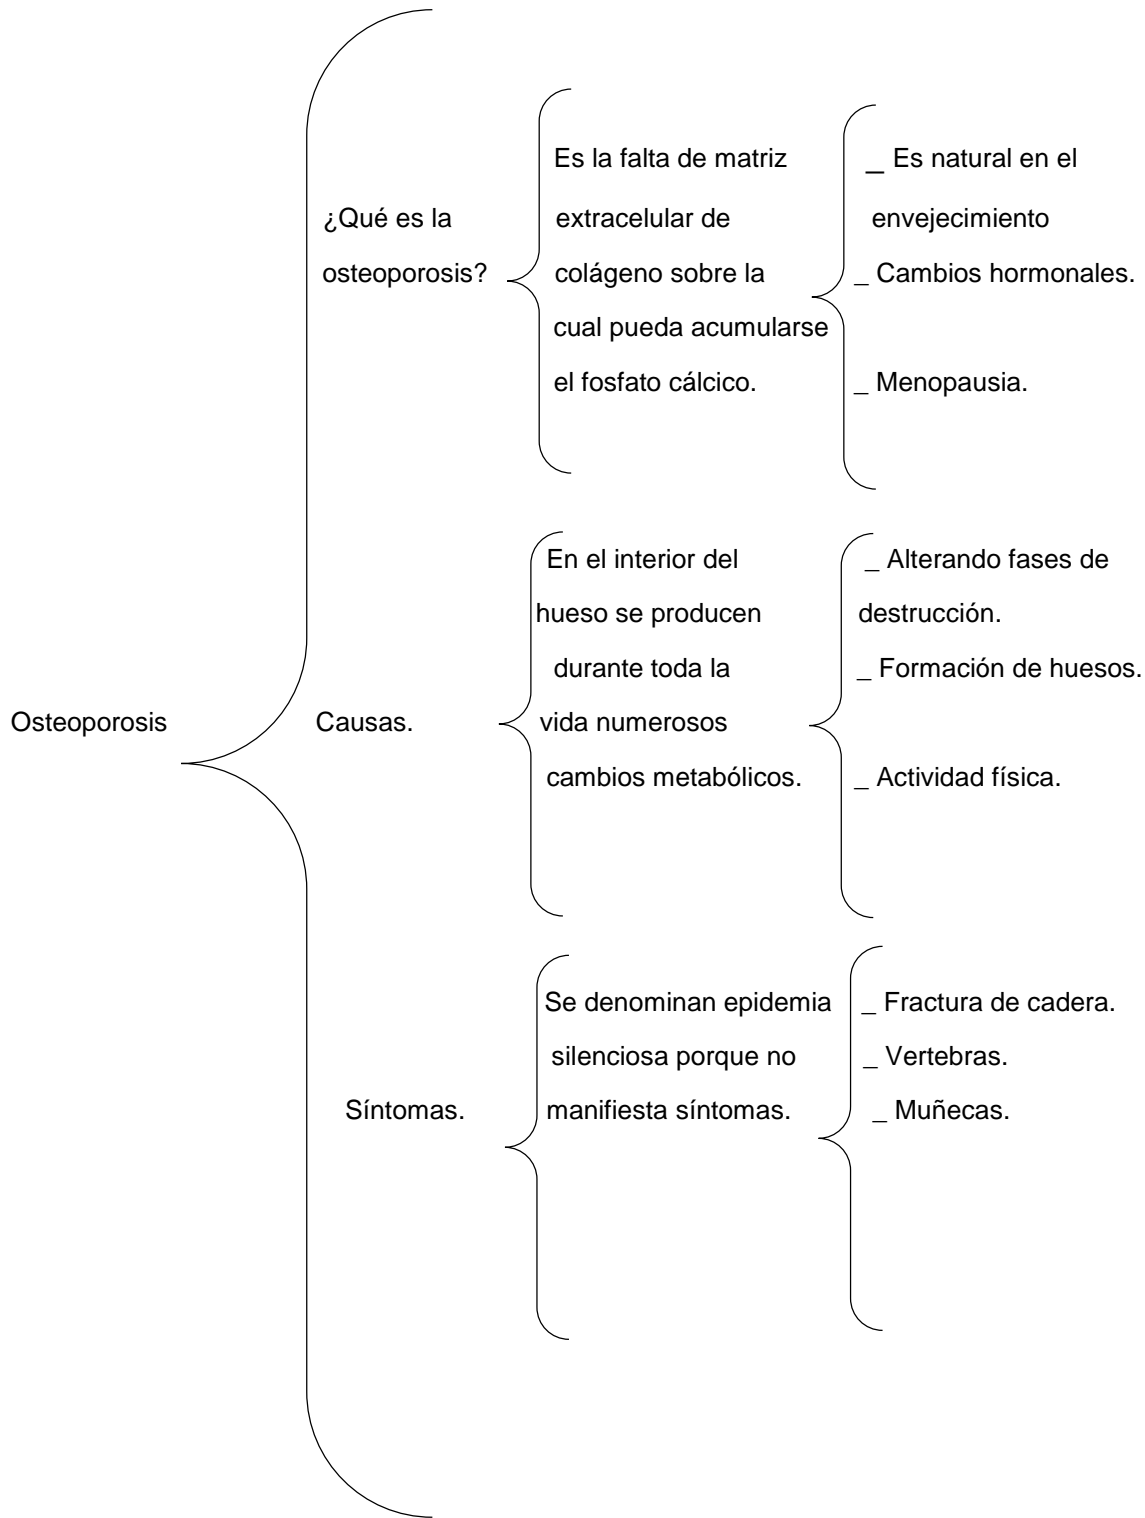 Osteoporosis
¿Qué es la
osteoporosis?
Es la falta de matriz
extracelular de
colágeno sobre la
cual pueda acumularse
el fosfato cálcico.
_ Es natural en el
envejecimiento
_ Cambios hormonales.
_ Menopausia.
Causas.
En el interior del
hueso se producen
durante toda la
vida numerosos
cambios metabólicos.
_ Alterando fases de
destrucción.
_ Formación de huesos.
_ Actividad física.
Síntomas.
Se denominan epidemia
silenciosa porque no
manifiesta síntomas.
_ Fractura de cadera.
_ Vertebras.
_ Muñecas.